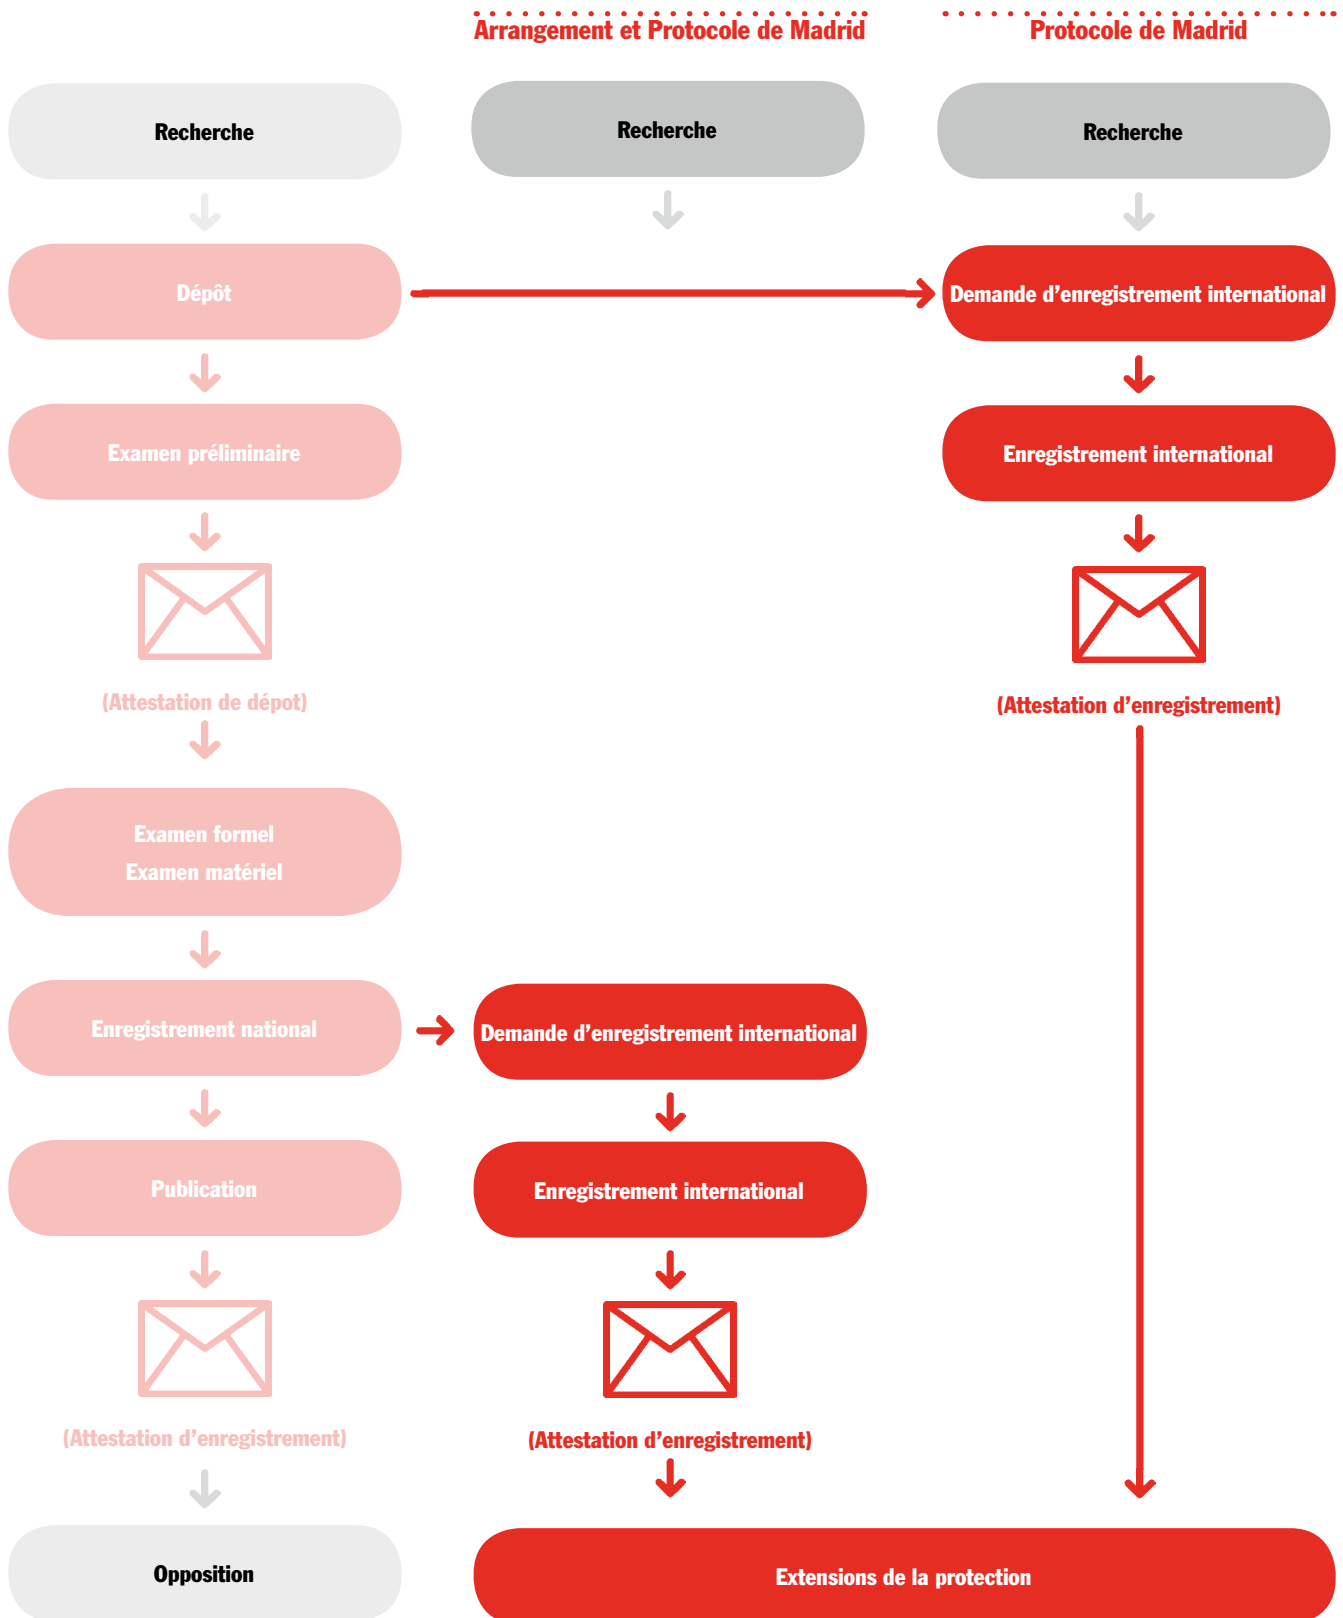 Arrangement et Protocole de Madrid
Protocole de Madrid
Recherche
Recherche
Recherche
Dépôt
Demande d’enregistrement international
Examen préliminaire
Enregistrement international
(Attestation de dépot)
(Attestation d’enregistrement)
Examen formel
Examen matériel
Enregistrement national
Demande d’enregistrement international
Publication
Enregistrement international
(Attestation d’enregistrement)
(Attestation d’enregistrement)
Opposition
Extensions de la protection